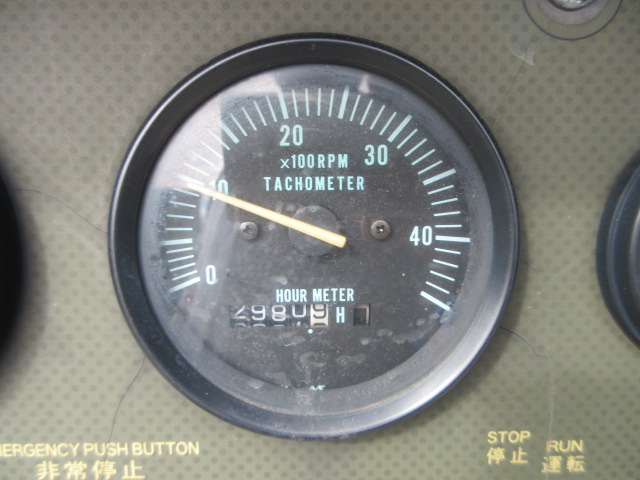 20
×100RPM
30
TACHOMETER
10
40
0
HOUR METER
H
EMERGENCY PUSH BUTTON
非常停止
STOP
停止
RUN
運転